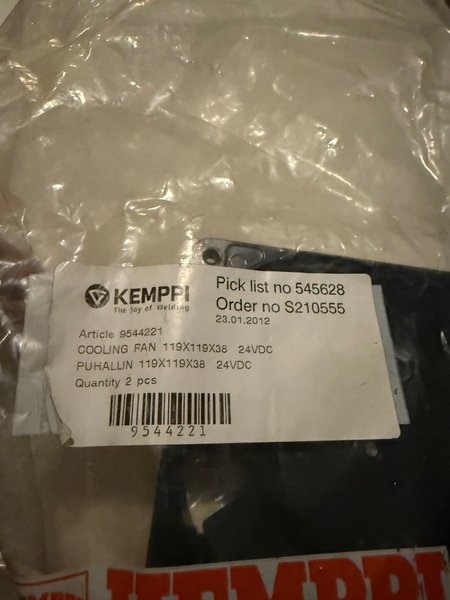 KEMPPI
The Joy of Welding
Pick list no 545628
Order no S210555
23.01.2012
Article 9544221
COOLING FAN 119X119X38 24VDC
PUHALLIN 119X119X38 24VDC
Quantity 2 pcs
9544221
KEMPPI